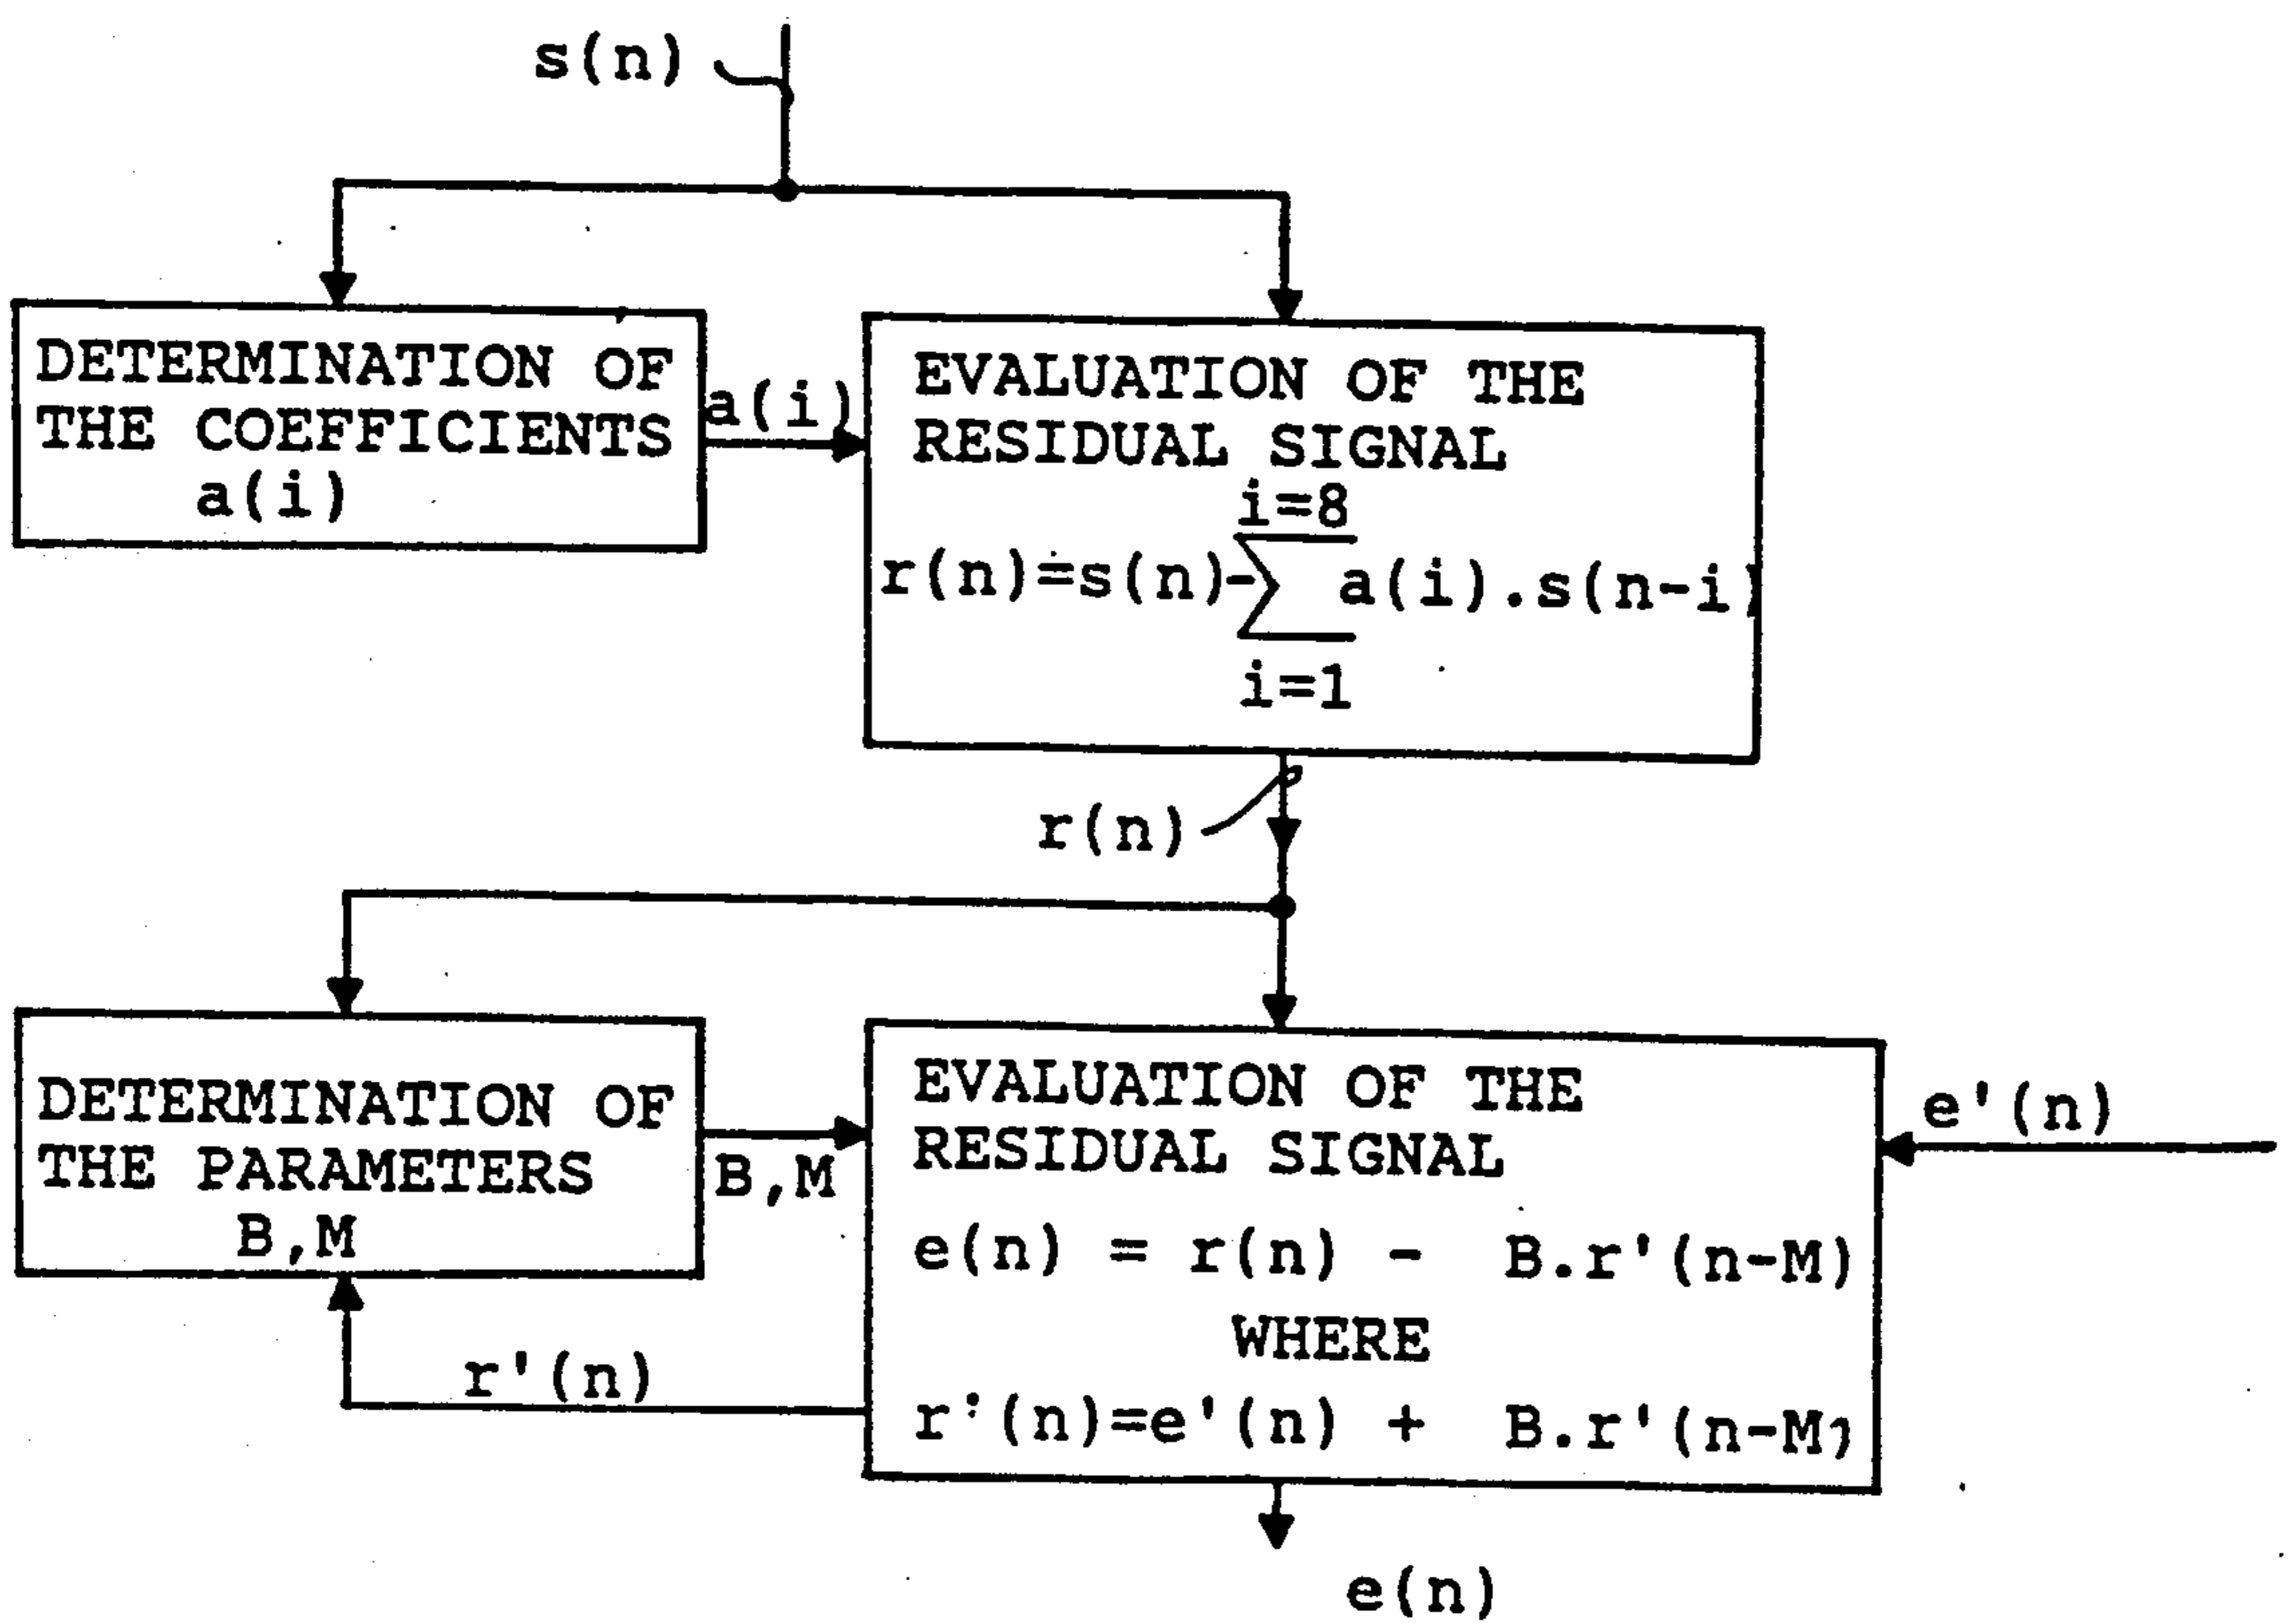 s(n)
DETERMINATION OF
THE COEFFICIENTS
a(i)
a(i)
EVALUATION OF THE
RESIDUAL SIGNAL
i=8
r(n)=s(n)-∑ a(i).s(n-i)
i=1
r(n)
DETERMINATION OF
THE PARAMETERS
B,M
B,M
EVALUATION OF THE
RESIDUAL SIGNAL
e(n) = r(n) - B.r'(n-M)
WHERE
r'(n)=e'(n) + B.r'(n-M)
e'(n)
r'(n)
e(n)